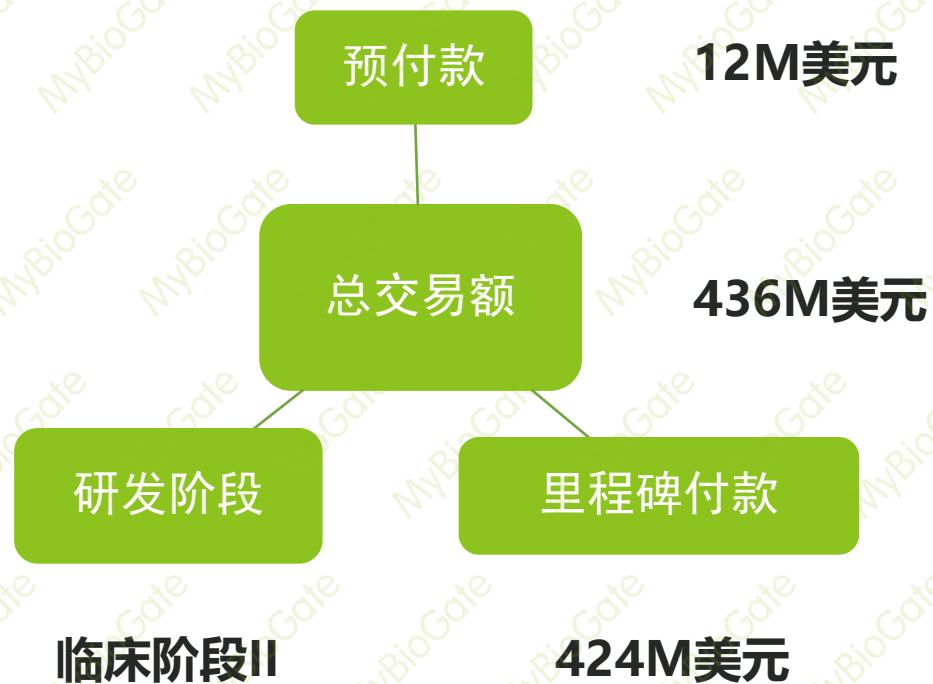 预付款
12M美元
总交易额
436M美元
研发阶段
里程碑付款
临床阶段II
424M美元
MyBioGate